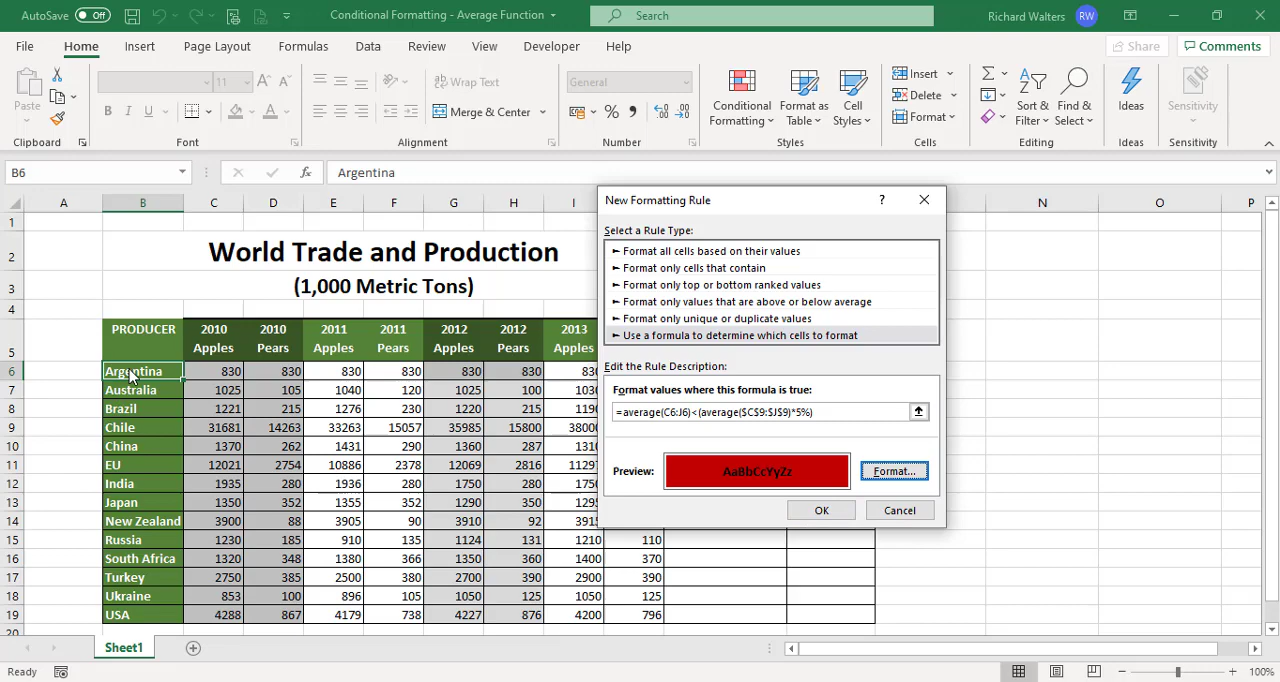 AutoSave Off Conditional Formatting - Average Function Search Richard Walters RW
File Home Insert Page Layout Formulas Data Review View Developer Help Share Comments
Paste
Clipboard
11
B I U
Font
Wrap Text
Merge & Center
Alignment
General
Number
Conditional Formatting
Format as Table
Cell Styles
Styles
Insert
Delete
Format
Cells
Sort & Filter
Find & Select
Editing
Ideas
Ideas
Sensitivity
Sensitivity
B6 fx Argentina
A B C D E F G H I N O P
1
2 World Trade and Production
3 (1,000 Metric Tons)
4
5 PRODUCER 2010 Apples 2010 Pears 2011 Apples 2011 Pears 2012 Apples 2012 Pears 2013 Apples
6 Argentina 830 830 830 830 830 830 830
7 Australia 1025 105 1040 120 1025 100 1030
8 Brazil 1221 215 1276 230 1220 215 1190
9 Chile 31681 14263 33263 15057 35985 15800 38000
10 China 1370 262 1431 290 1360 287 1310
11 EU 12021 2754 10886 2378 12069 2816 11297
12 India 1935 280 1936 280 1750 280 1750
13 Japan 1350 352 1355 352 1290 350 1295
14 New Zealand 3900 88 3905 90 3910 92 3915
15 Russia 1230 185 910 135 1124 131 1210 110
16 South Africa 1320 348 1380 366 1350 360 1400 370
17 Turkey 2750 385 2500 380 2700 390 2900 390
18 Ukraine 853 100 896 105 1050 125 1050 125
19 USA 4288 867 4179 738 4227 876 4200 796
20
New Formatting Rule ?
Select a Rule Type:
► Format all cells based on their values
► Format only cells that contain
► Format only top or bottom ranked values
► Format only values that are above or below average
► Format only unique or duplicate values
► Use a formula to determine which cells to format
Edit the Rule Description:
Format values where this formula is true:
=average(C6:J6)<(average($C$9:$J$9)*5%)
Preview: AaBbCcYyZz Format...
OK Cancel
Sheet1
Ready 100%